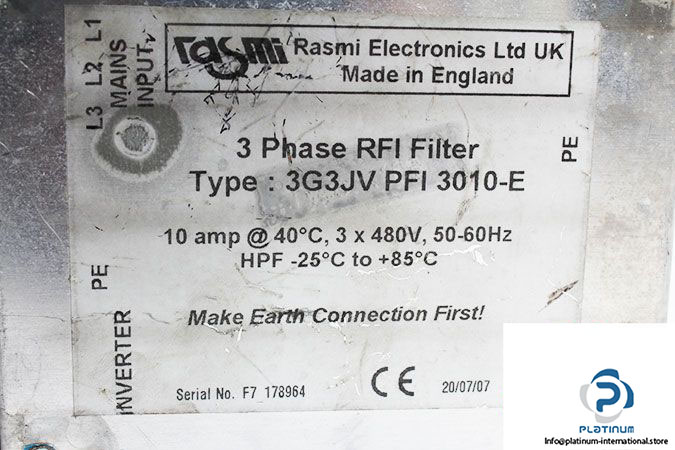 L3 L2 L1
MAINS
INPUT
rasmi Rasmi Electronics Ltd UK
Made in England
3 Phase RFI Filter
Type : 3G3JV PFI 3010-E
PE
10 amp @ 40°C, 3 x 480V, 50-60Hz
HPF -25°C to +85°C
PE
INVERTER
Make Earth Connection First!
Serial No. F7 178964
CE
20/07/07
PLATINUM
Info@platinum-international.store